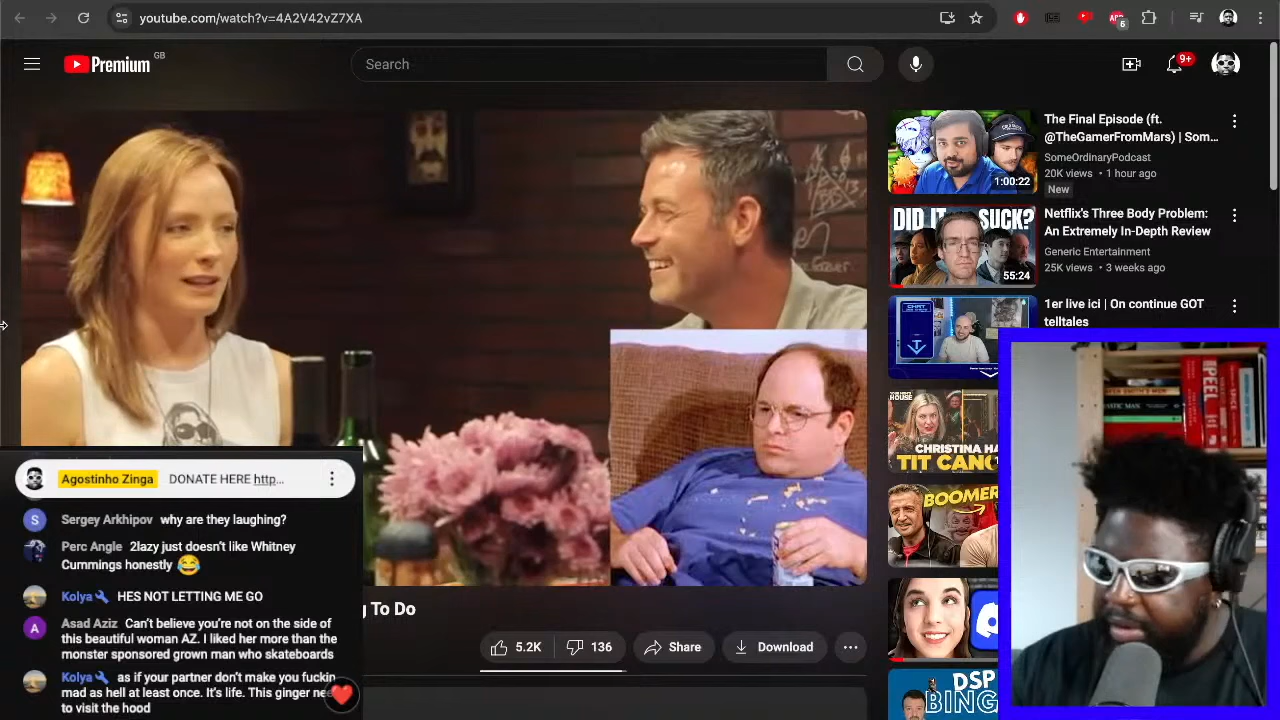 youtube.com/watch?v=4A2V42vZ7XA
6
Premium GB
Search
9+
The Final Episode (ft.
@TheGamerFromMars) | Som...
SomeOrdinaryPodcast
20K views • 1 hour ago
New
1:00:22
DID IT SUCK?
55:24
Netflix's Three Body Problem:
An Extremely In-Depth Review
Generic Entertainment
25K views • 3 weeks ago
1er live ici | On continue GOT
telltales
CHAT
CHRISTINA HA
TIT CANC
BOOMER
DSP
BING
Agostinho Zinga DONATE HERE http...
S Sergey Arkhipov why are they laughing?
Perc Angle 2lazy just doesn't like Whitney
Cummings honestly 😂
Kolya HES NOT LETTING ME GO
A Asad Aziz Can't believe you're not on the side of
this beautiful woman AZ. I liked her more than the
monster sponsored grown man who skateboards
Kolya as if your partner don't make you fuckin
mad as hell at least once. It's life. This ginger nee
to visit the hood
g To Do
5.2K
136
Share
Download
PEEL